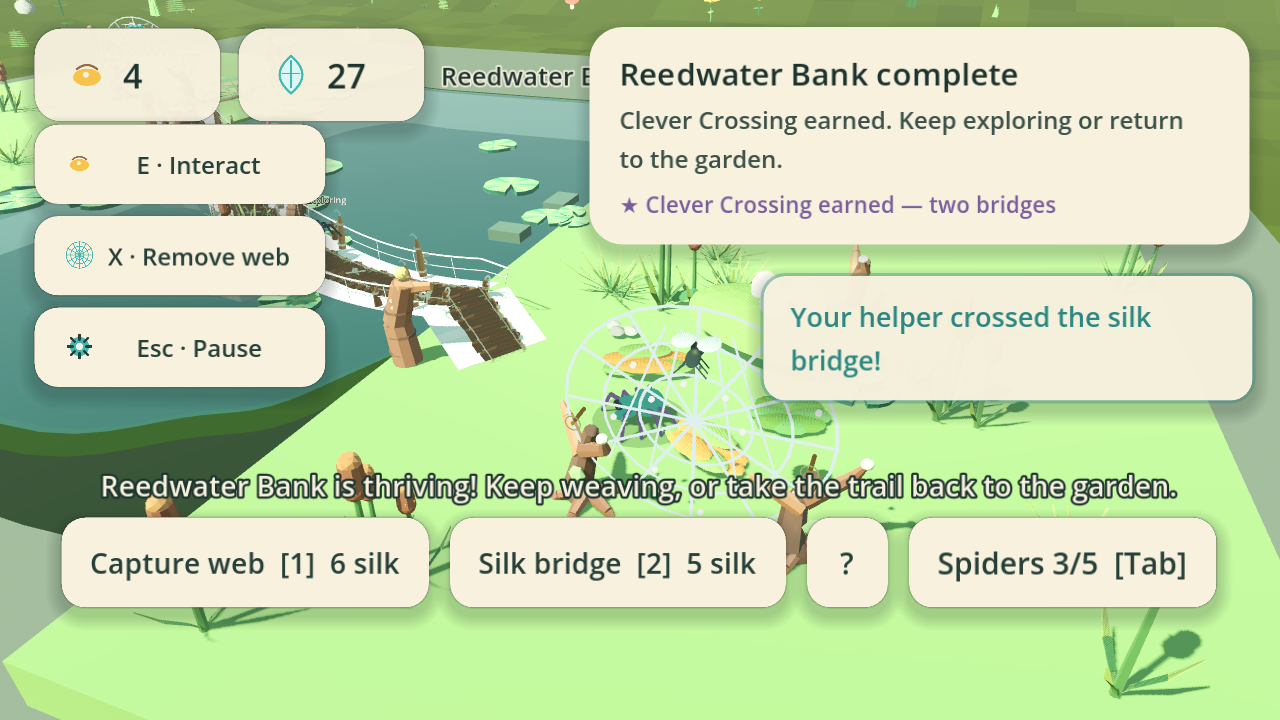 4
27
Reedwater B
Reedwater Bank complete
Clever Crossing earned. Keep exploring or return
to the garden.
★ Clever Crossing earned — two bridges
E · Interact
X · Remove web
Esc · Pause
Your helper crossed the silk
bridge!
Reedwater Bank is thriving! Keep weaving, or take the trail back to the garden.
Capture web [1] 6 silk
Silk bridge [2] 5 silk
?
Spiders 3/5 [Tab]